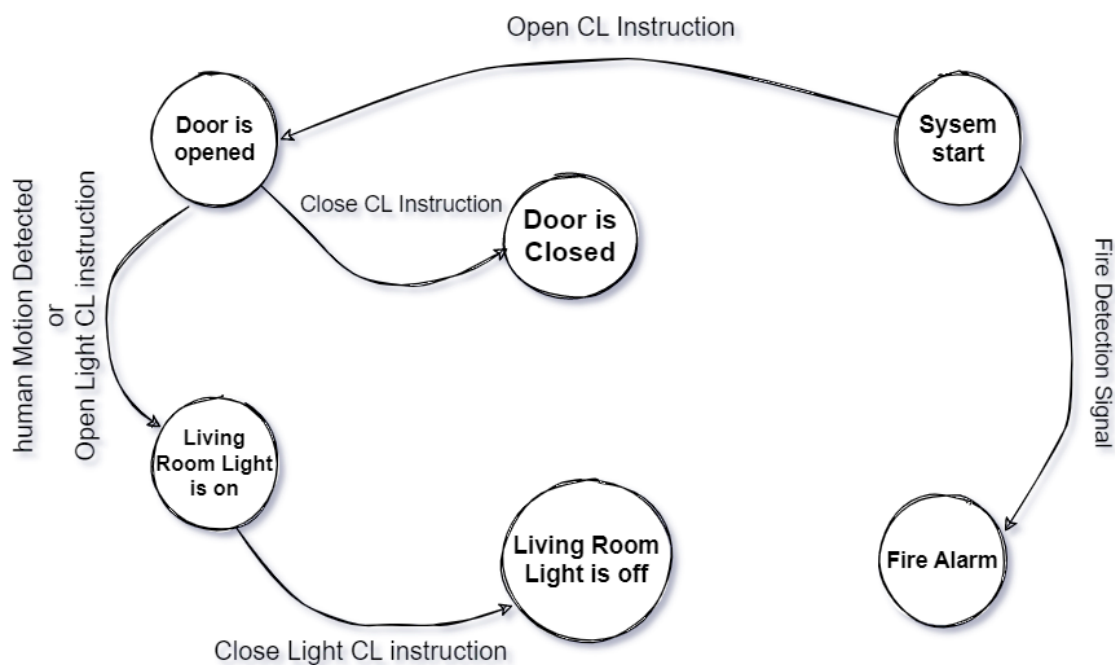 Open CL Instruction
Door is
opened
Sysem
start
Close CL Instruction
Door is
Closed
human Motion Detected
or
Open Light CL instruction
Fire Detection Signal
Living
Room Light
is on
Living Room
Light is off
Fire Alarm
Close Light CL instruction